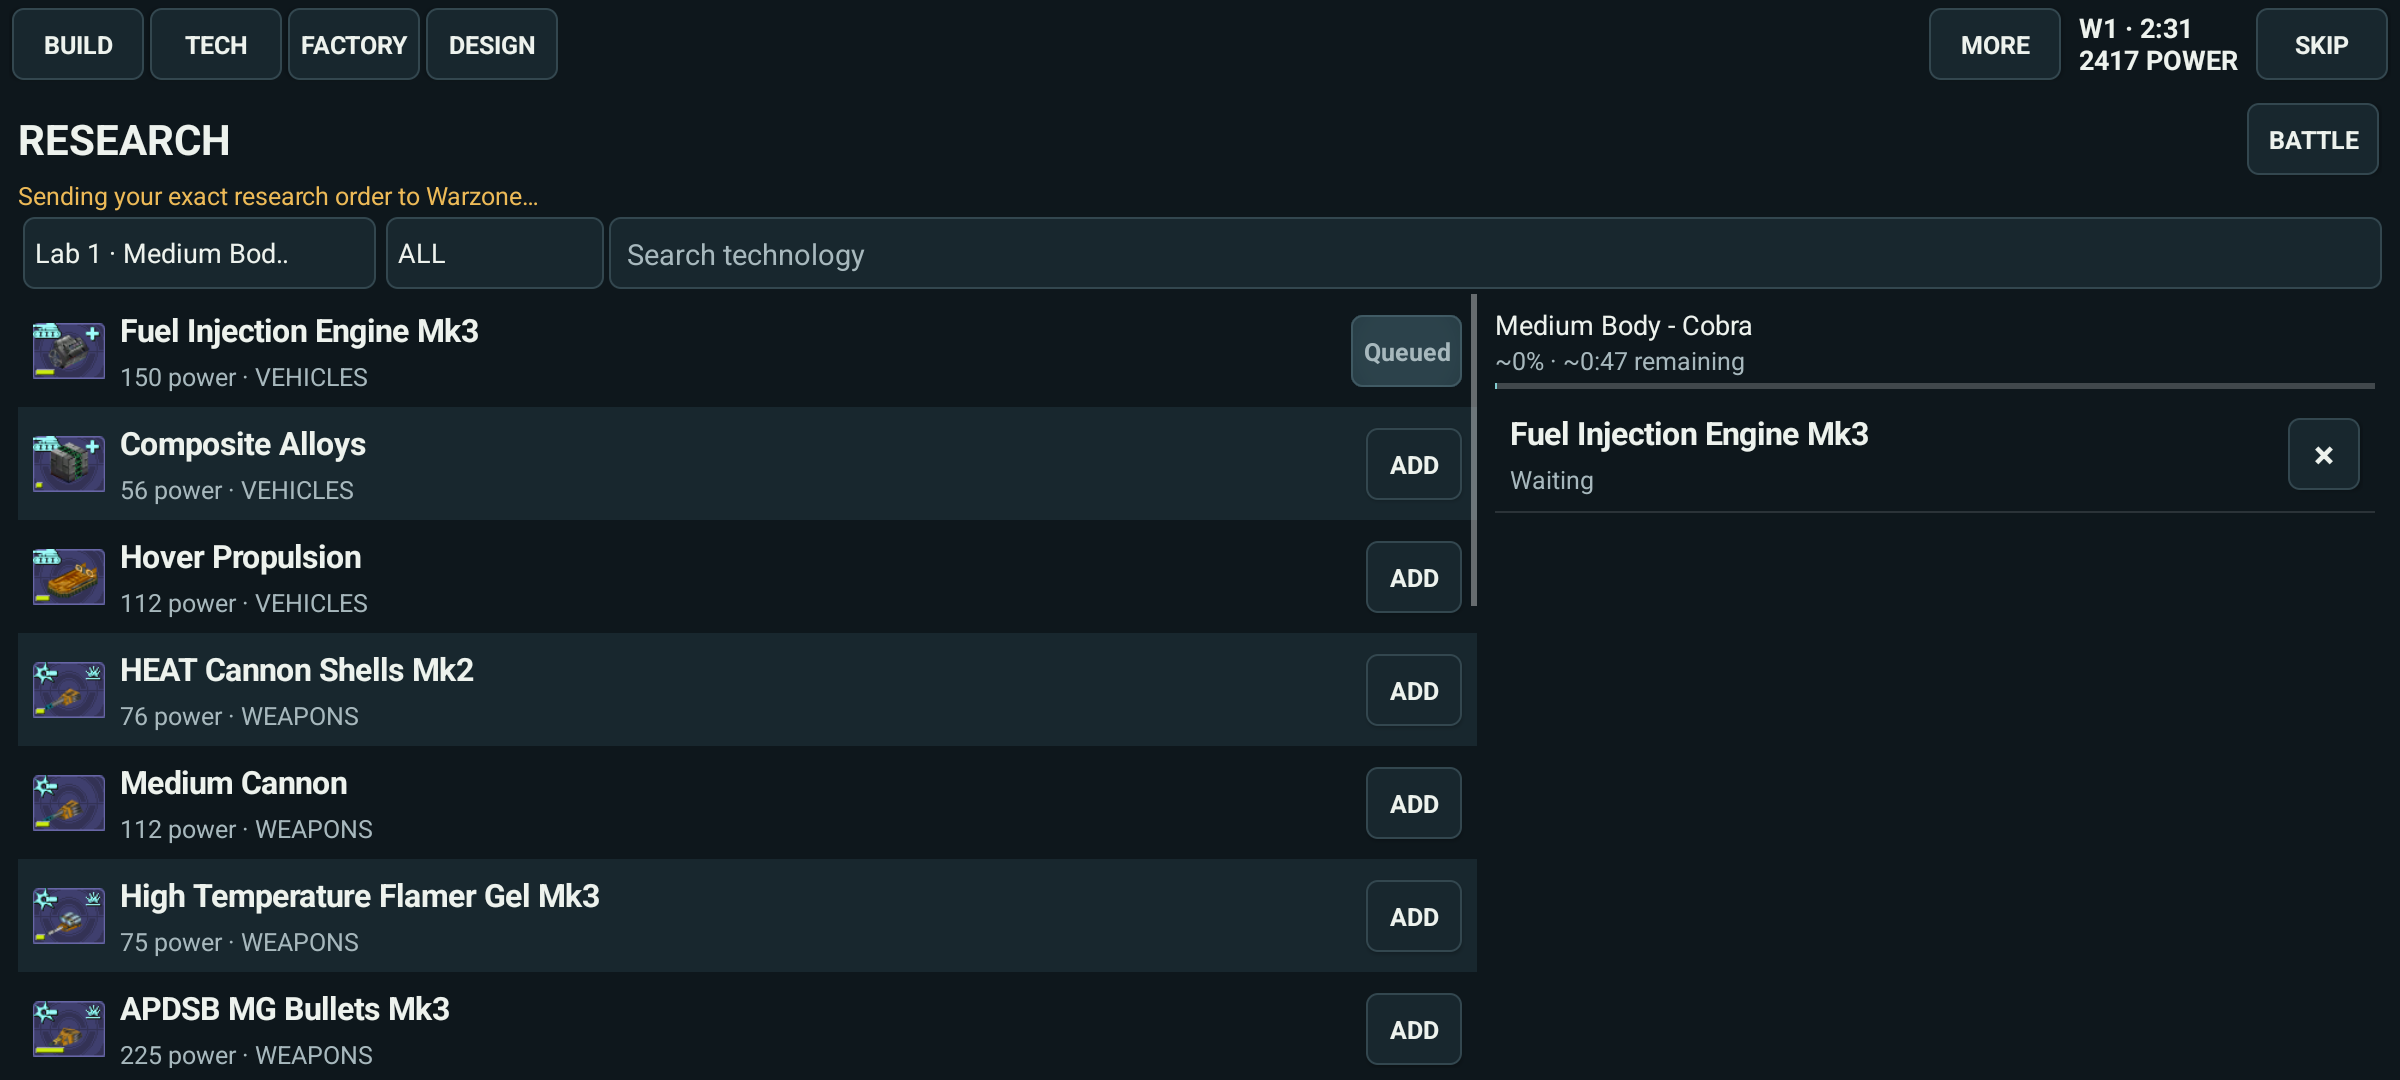 BUILD
TECH
FACTORY
DESIGN
MORE
W1 · 2:31
2417 POWER
SKIP
RESEARCH
BATTLE
Sending your exact research order to Warzone...
Lab 1 · Medium Bod..
ALL
Search technology
Fuel Injection Engine Mk3
150 power · VEHICLES
Queued
Composite Alloys
56 power · VEHICLES
ADD
Hover Propulsion
112 power · VEHICLES
ADD
HEAT Cannon Shells Mk2
76 power · WEAPONS
ADD
Medium Cannon
112 power · WEAPONS
ADD
High Temperature Flamer Gel Mk3
75 power · WEAPONS
ADD
APDSB MG Bullets Mk3
225 power · WEAPONS
ADD
Medium Body - Cobra
~0% · ~0:47 remaining
Fuel Injection Engine Mk3
Waiting
×